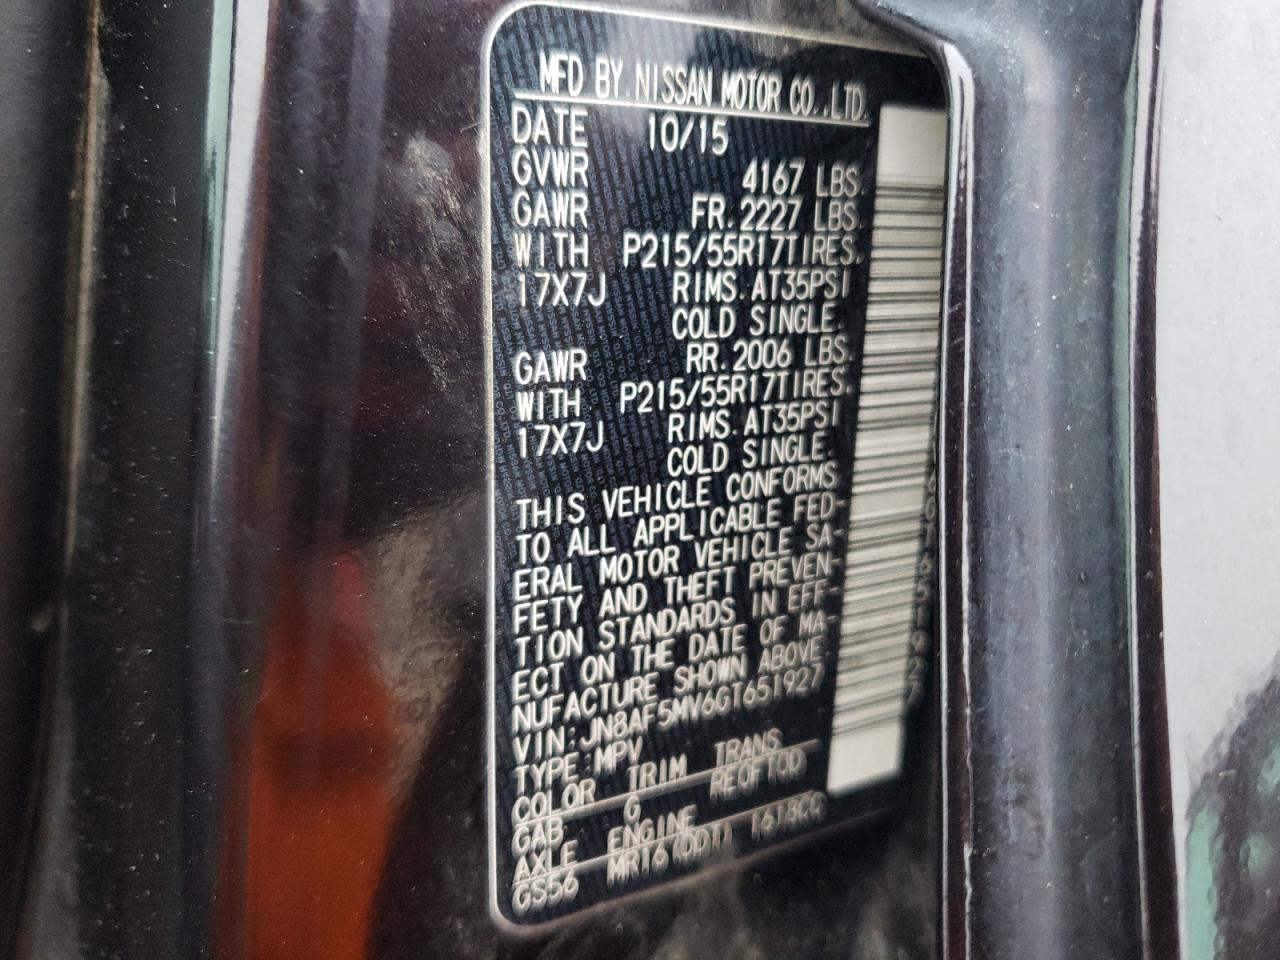 MFD BY NISSAN MOTOR CO.,LTD.
DATE 10/15
GVWR 4167 LBS.
GAWR FR. 2227 LBS.
WITH P215/55R17TIRES.
17X7J RIMS. AT35PSI
COLD SINGLE.
GAWR RR. 2006 LBS.
WITH P215/55R17TIRES.
17X7J RIMS. AT35PSI
COLD SINGLE.
THIS VEHICLE CONFORMS
TO ALL APPLICABLE FED-
ERAL MOTOR VEHICLE SA-
FETY AND THEFT PREVEN-
TION STANDARDS IN EFF-
ECT ON THE DATE OF MA-
NUFACTURE SHOWN ABOVE.
VIN:JN8AF5MV6GT651927
TYPE:MPV
COLOR TRIM TRANS
GAB G RE0F10D
AXLE ENGINE
GS56 MR16(DDT) 1618CC